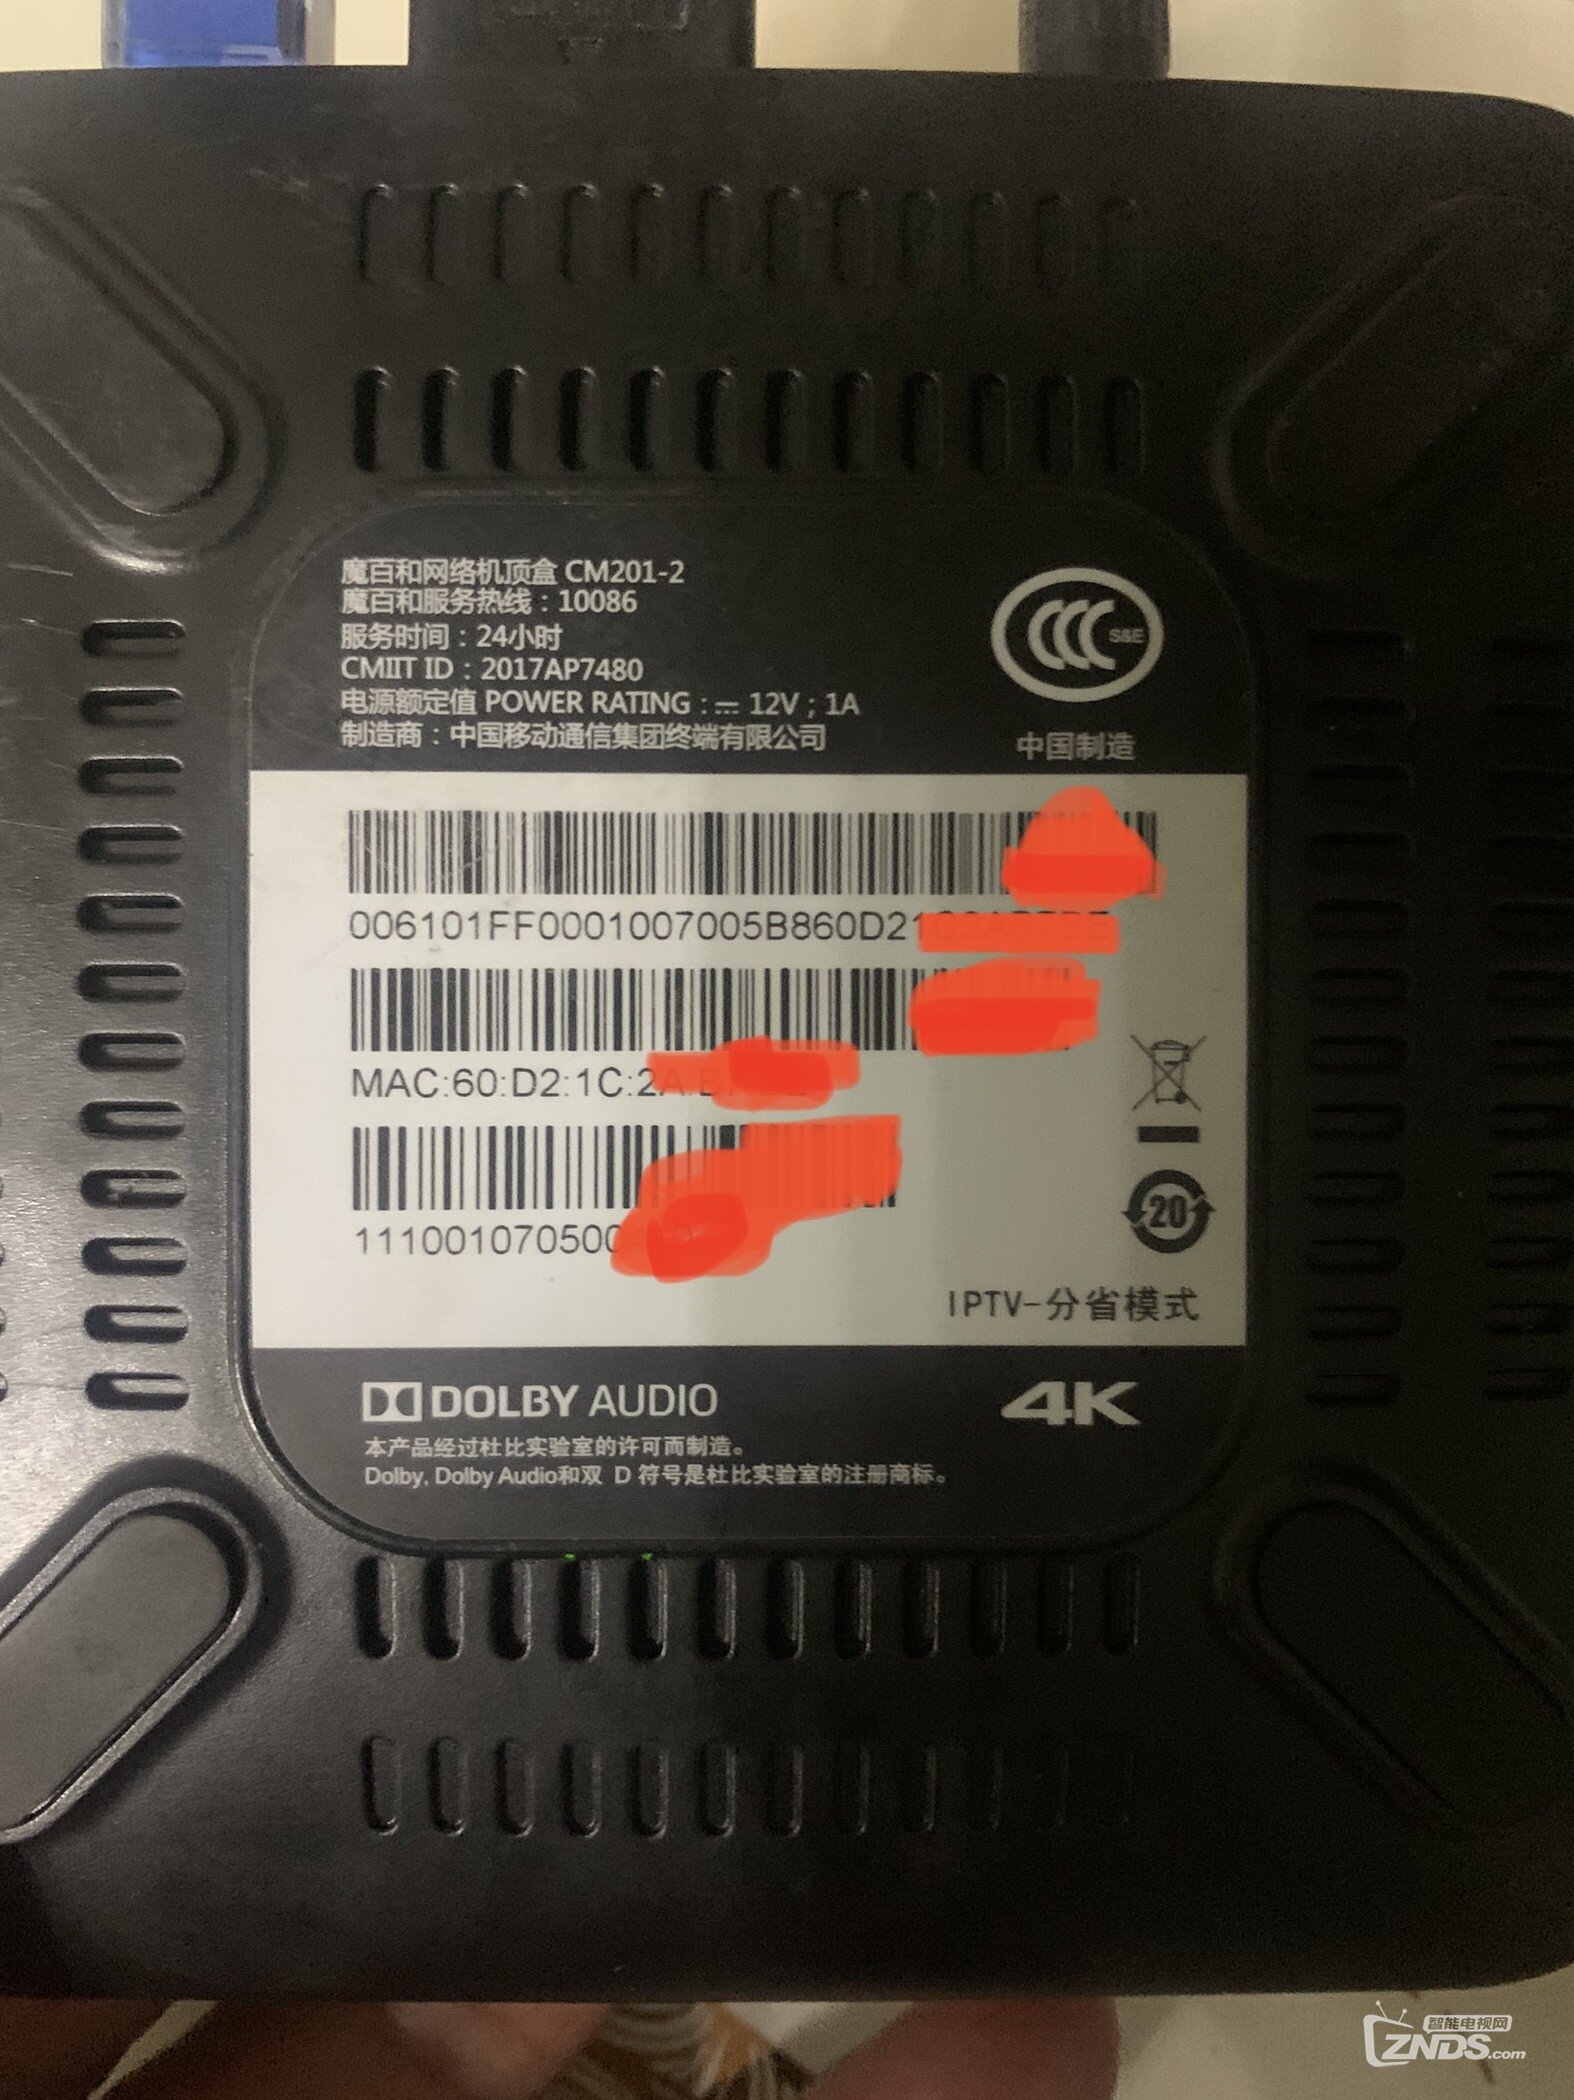 魔百和网络机顶盒 CM201-2
魔百和服务热线：10086
服务时间：24小时
CMIIT ID：2017AP7480
电源额定值 POWER RATING : ⎓ 12V；1A
制造商：中国移动通信集团终端有限公司
S&E
中国制造
006101FF0001007005B860D21
MAC:60:D2:1C:2
11100107050
20
IPTV-分省模式
DOLBY AUDIO
4K
本产品经过杜比实验室的许可而制造。
Dolby, Dolby Audio和双 D 符号是杜比实验室的注册商标。
智能电视网
ZNDS.com